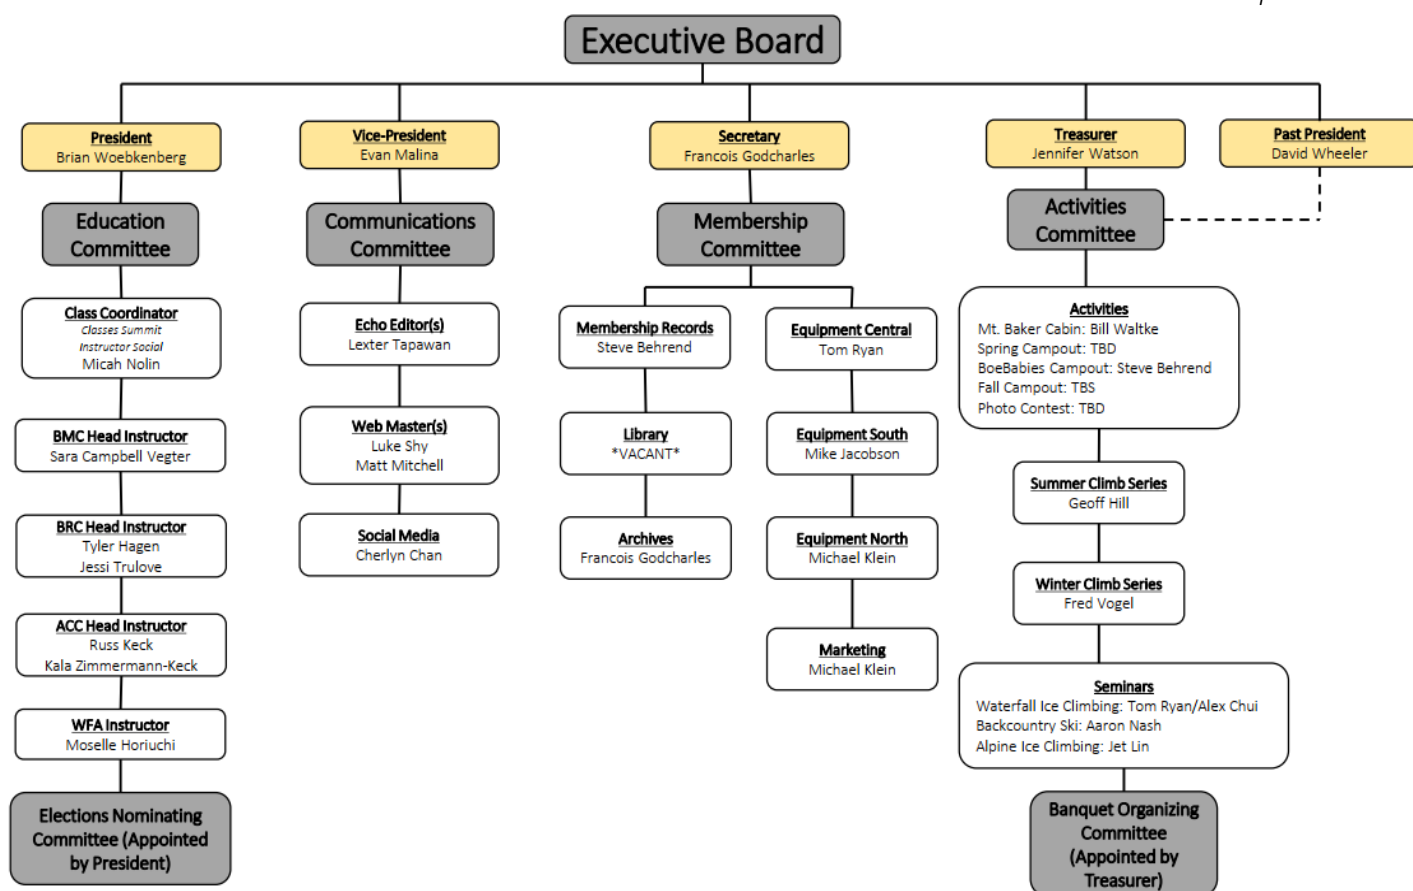 Executive Board
President
Brian Woebkenberg
Vice-President
Evan Malina
Secretary
Francois Godcharles
Treasurer
Jennifer Watson
Past President
David Wheeler
Education
Committee
Class Coordinator
Classes Summit
Instructor Social
Micah Nolin
BMC Head Instructor
Sara Campbell Vegter
BRC Head Instructor
Tyler Hagen
Jessi Trulove
ACC Head Instructor
Russ Keck
Kala Zimmermann-Keck
WFA Instructor
Moselle Horiuchi
Elections Nominating
Committee (Appointed
by President)
Communications
Committee
Echo Editor(s)
Lexter Tapawan
Web Master(s)
Luke Shy
Matt Mitchell
Social Media
Cherlyn Chan
Membership
Committee
Membership Records
Steve Behrend
Library
*VACANT*
Archives
Francois Godcharles
Equipment Central
Tom Ryan
Equipment South
Mike Jacobson
Equipment North
Michael Klein
Marketing
Michael Klein
Activities
Committee
Activities
Mt. Baker Cabin: Bill Waltke
Spring Campout: TBD
BoeBabies Campout: Steve Behrend
Fall Campout: TBS
Photo Contest: TBD
Summer Climb Series
Geoff Hill
Winter Climb Series
Fred Vogel
Seminars
Waterfall Ice Climbing: Tom Ryan/Alex Chui
Backcountry Ski: Aaron Nash
Alpine Ice Climbing: Jet Lin
Banquet Organizing
Committee
(Appointed by
Treasurer)